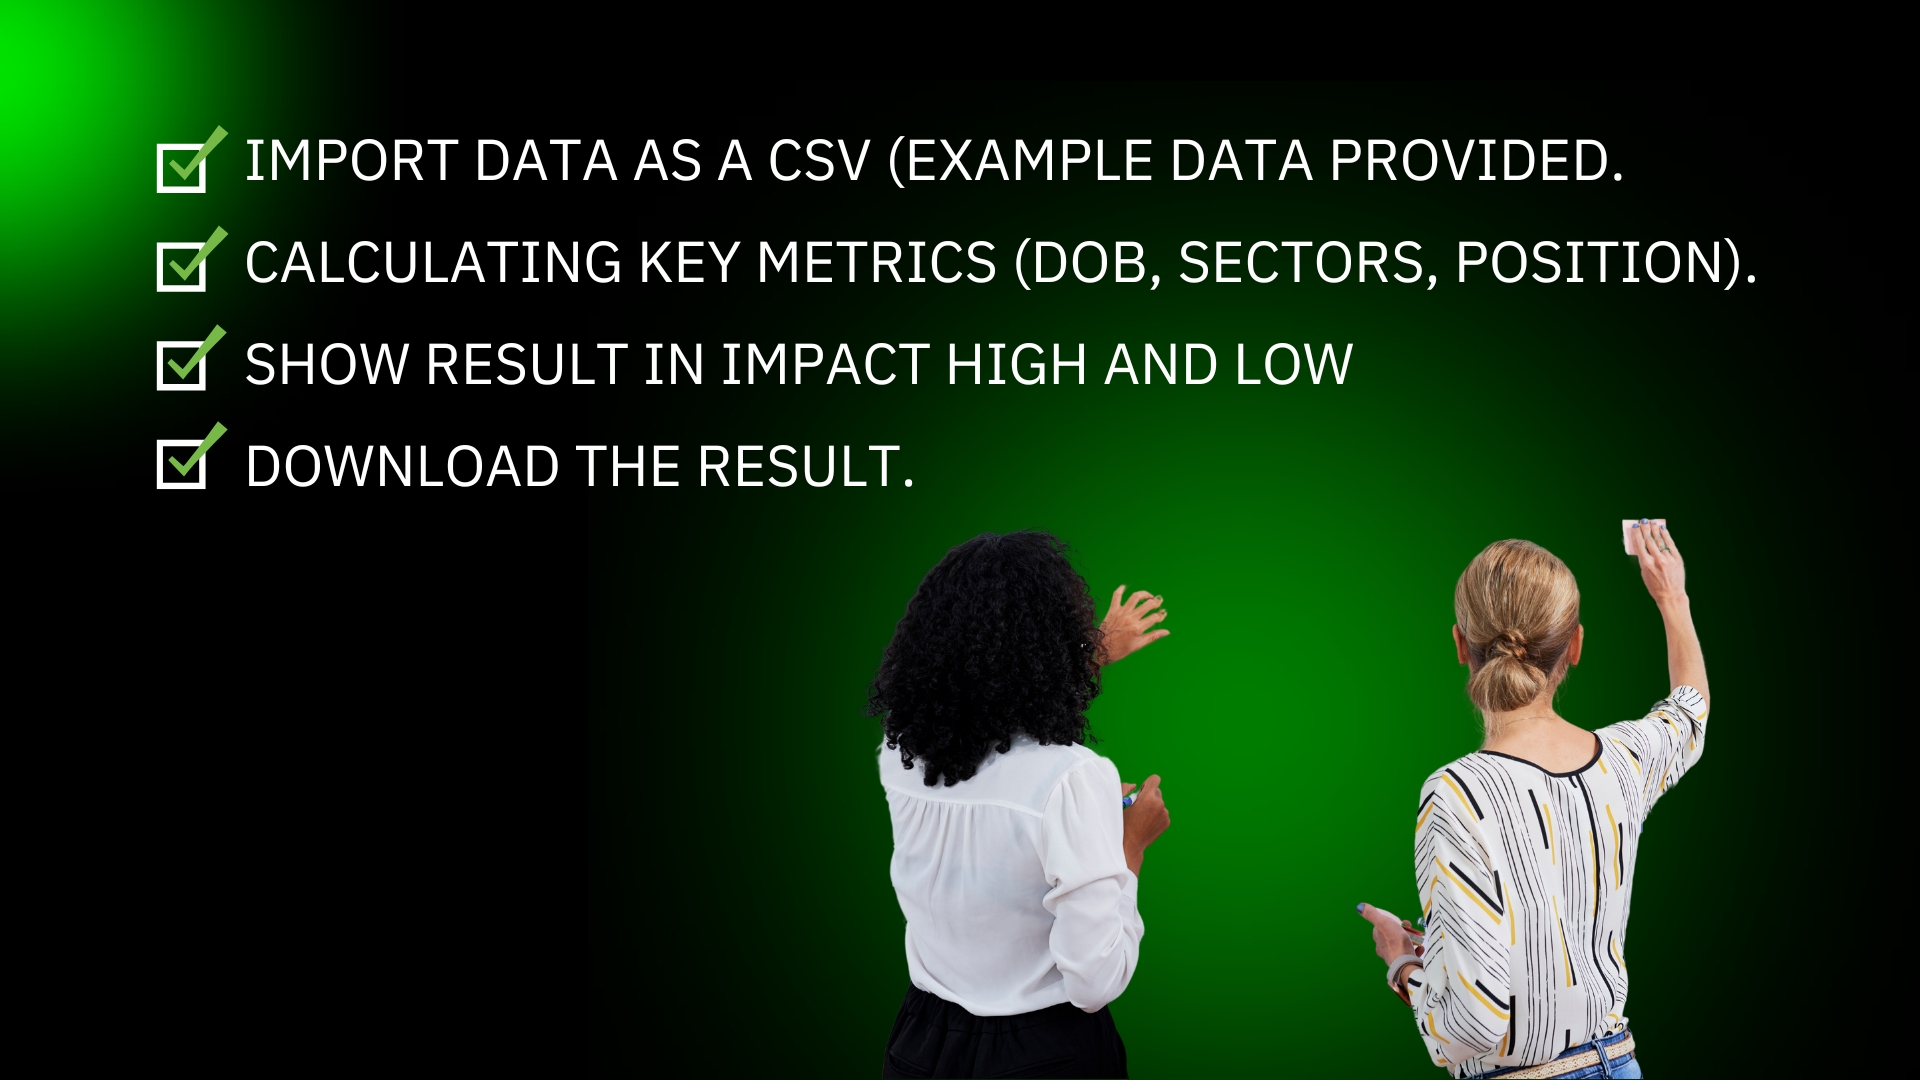 IMPORT DATA AS A CSV (EXAMPLE DATA PROVIDED.
CALCULATING KEY METRICS (DOB, SECTORS, POSITION).
SHOW RESULT IN IMPACT HIGH AND LOW
DOWNLOAD THE RESULT.